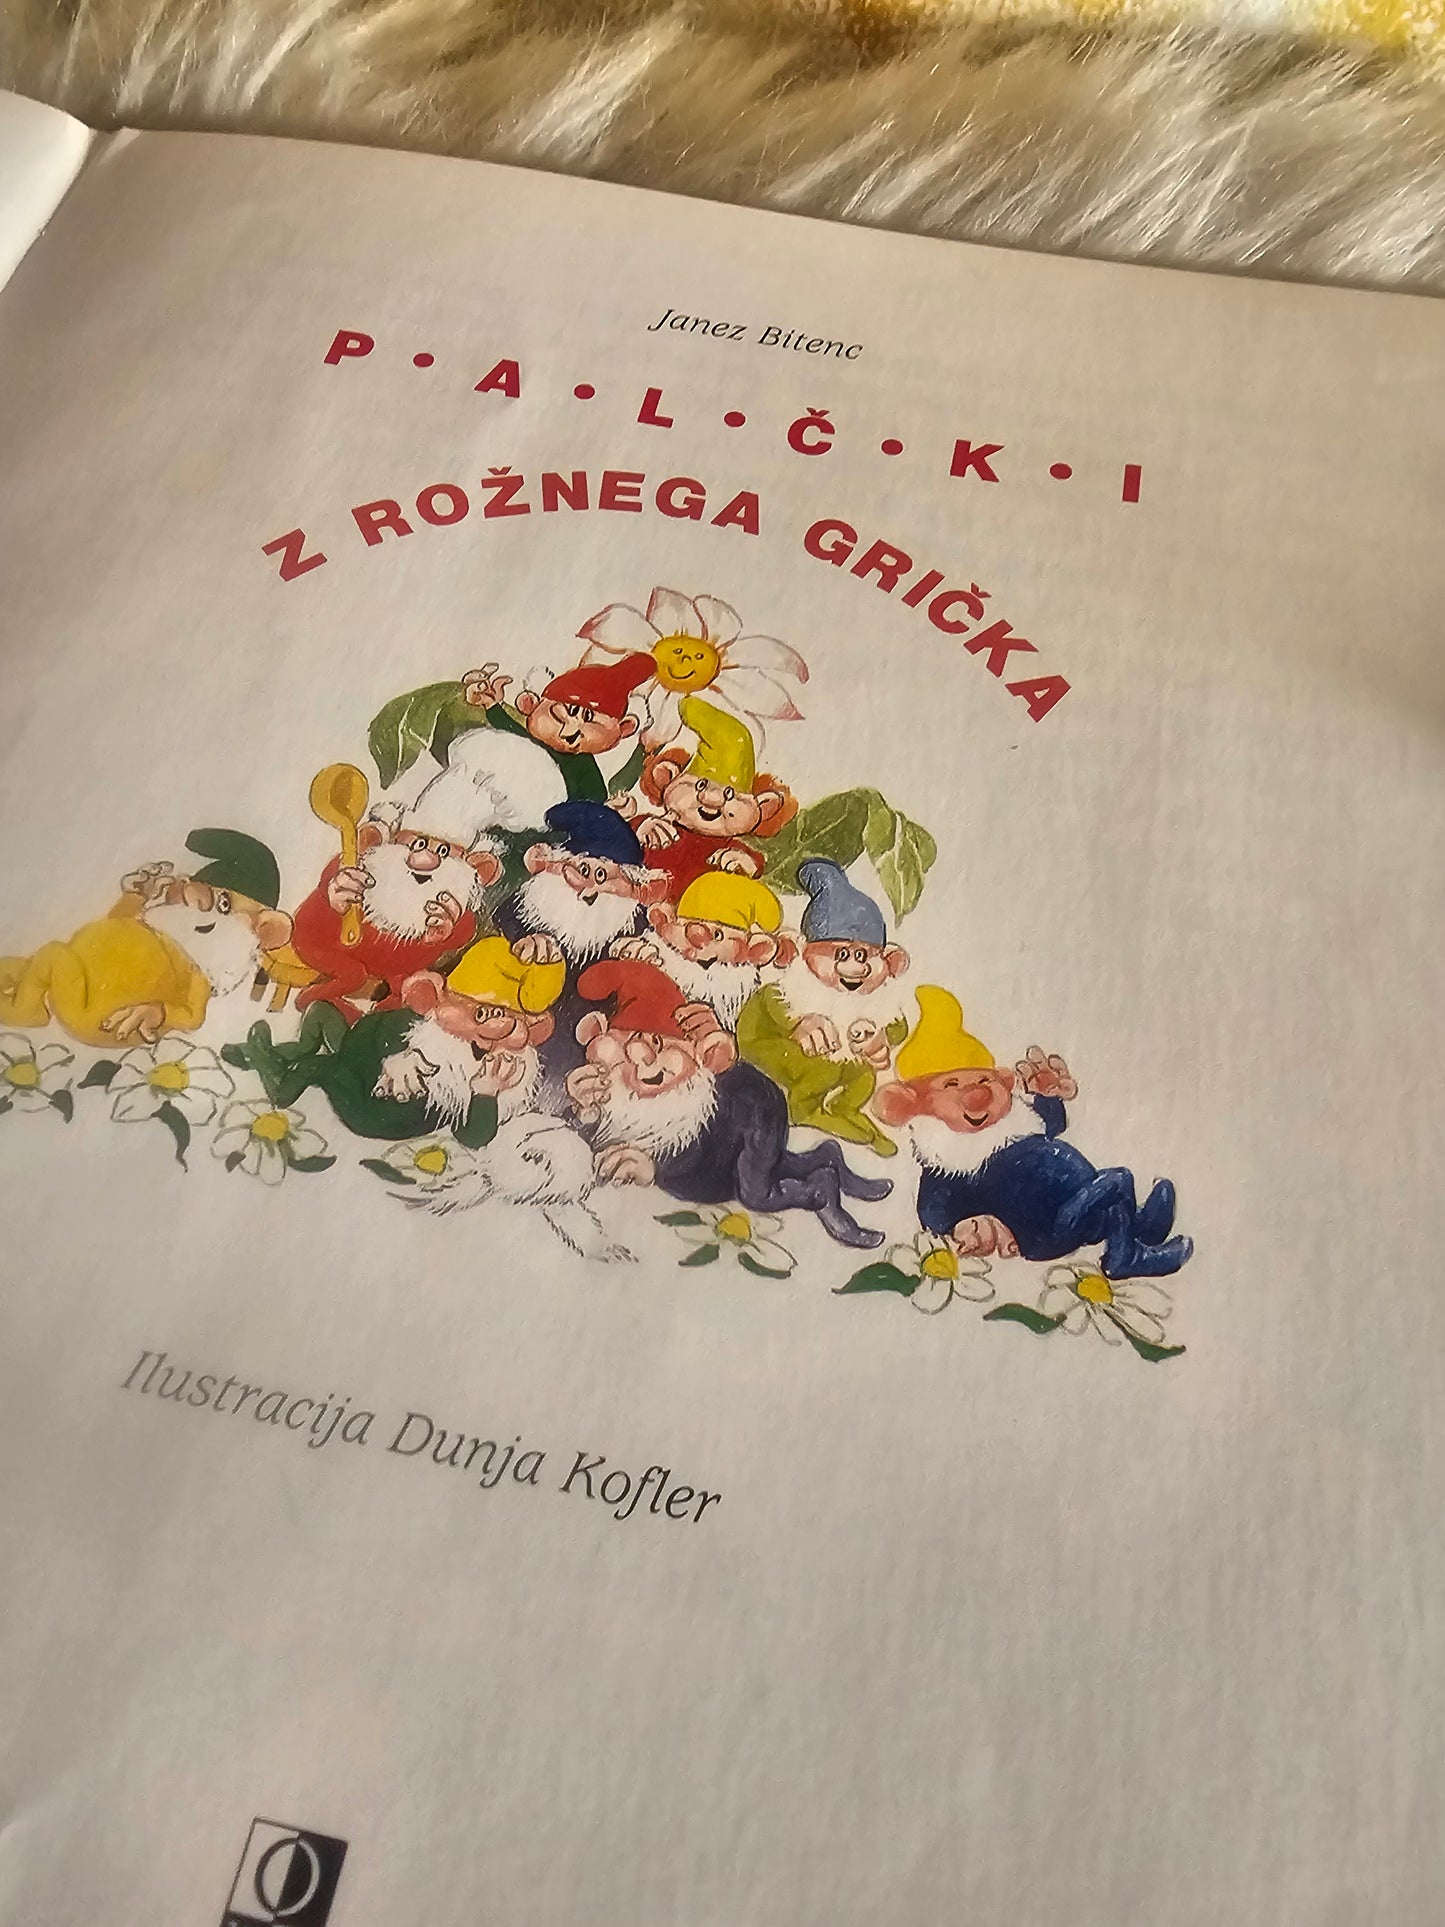 Janez Bitenc
P•A•L•Č•K•I
Z ROŽNEGA GRIČKA
Ilustracija Dunja Kofler